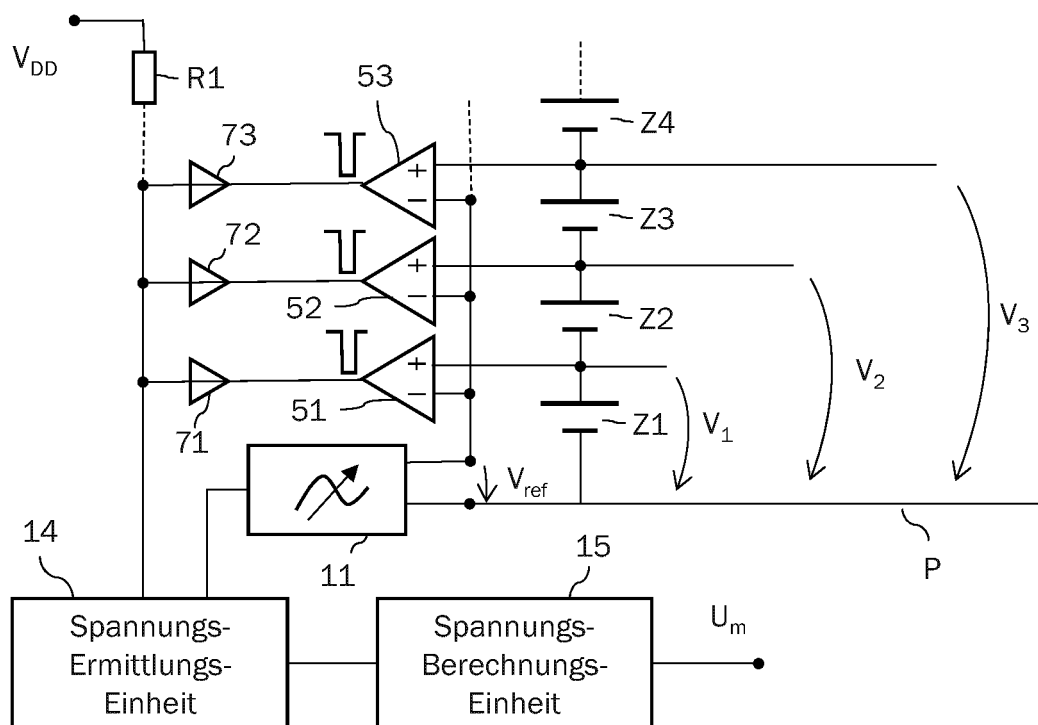 V_DD
R1
53
Z4
73
+
−
Z3
72
+
−
52
Z2
V_3
V_2
+
−
51
Z1
V_1
71
V_ref
11
P
14
15
Spannungs-
Ermittlungs-
Einheit
Spannungs-
Berechnungs-
Einheit
U_m